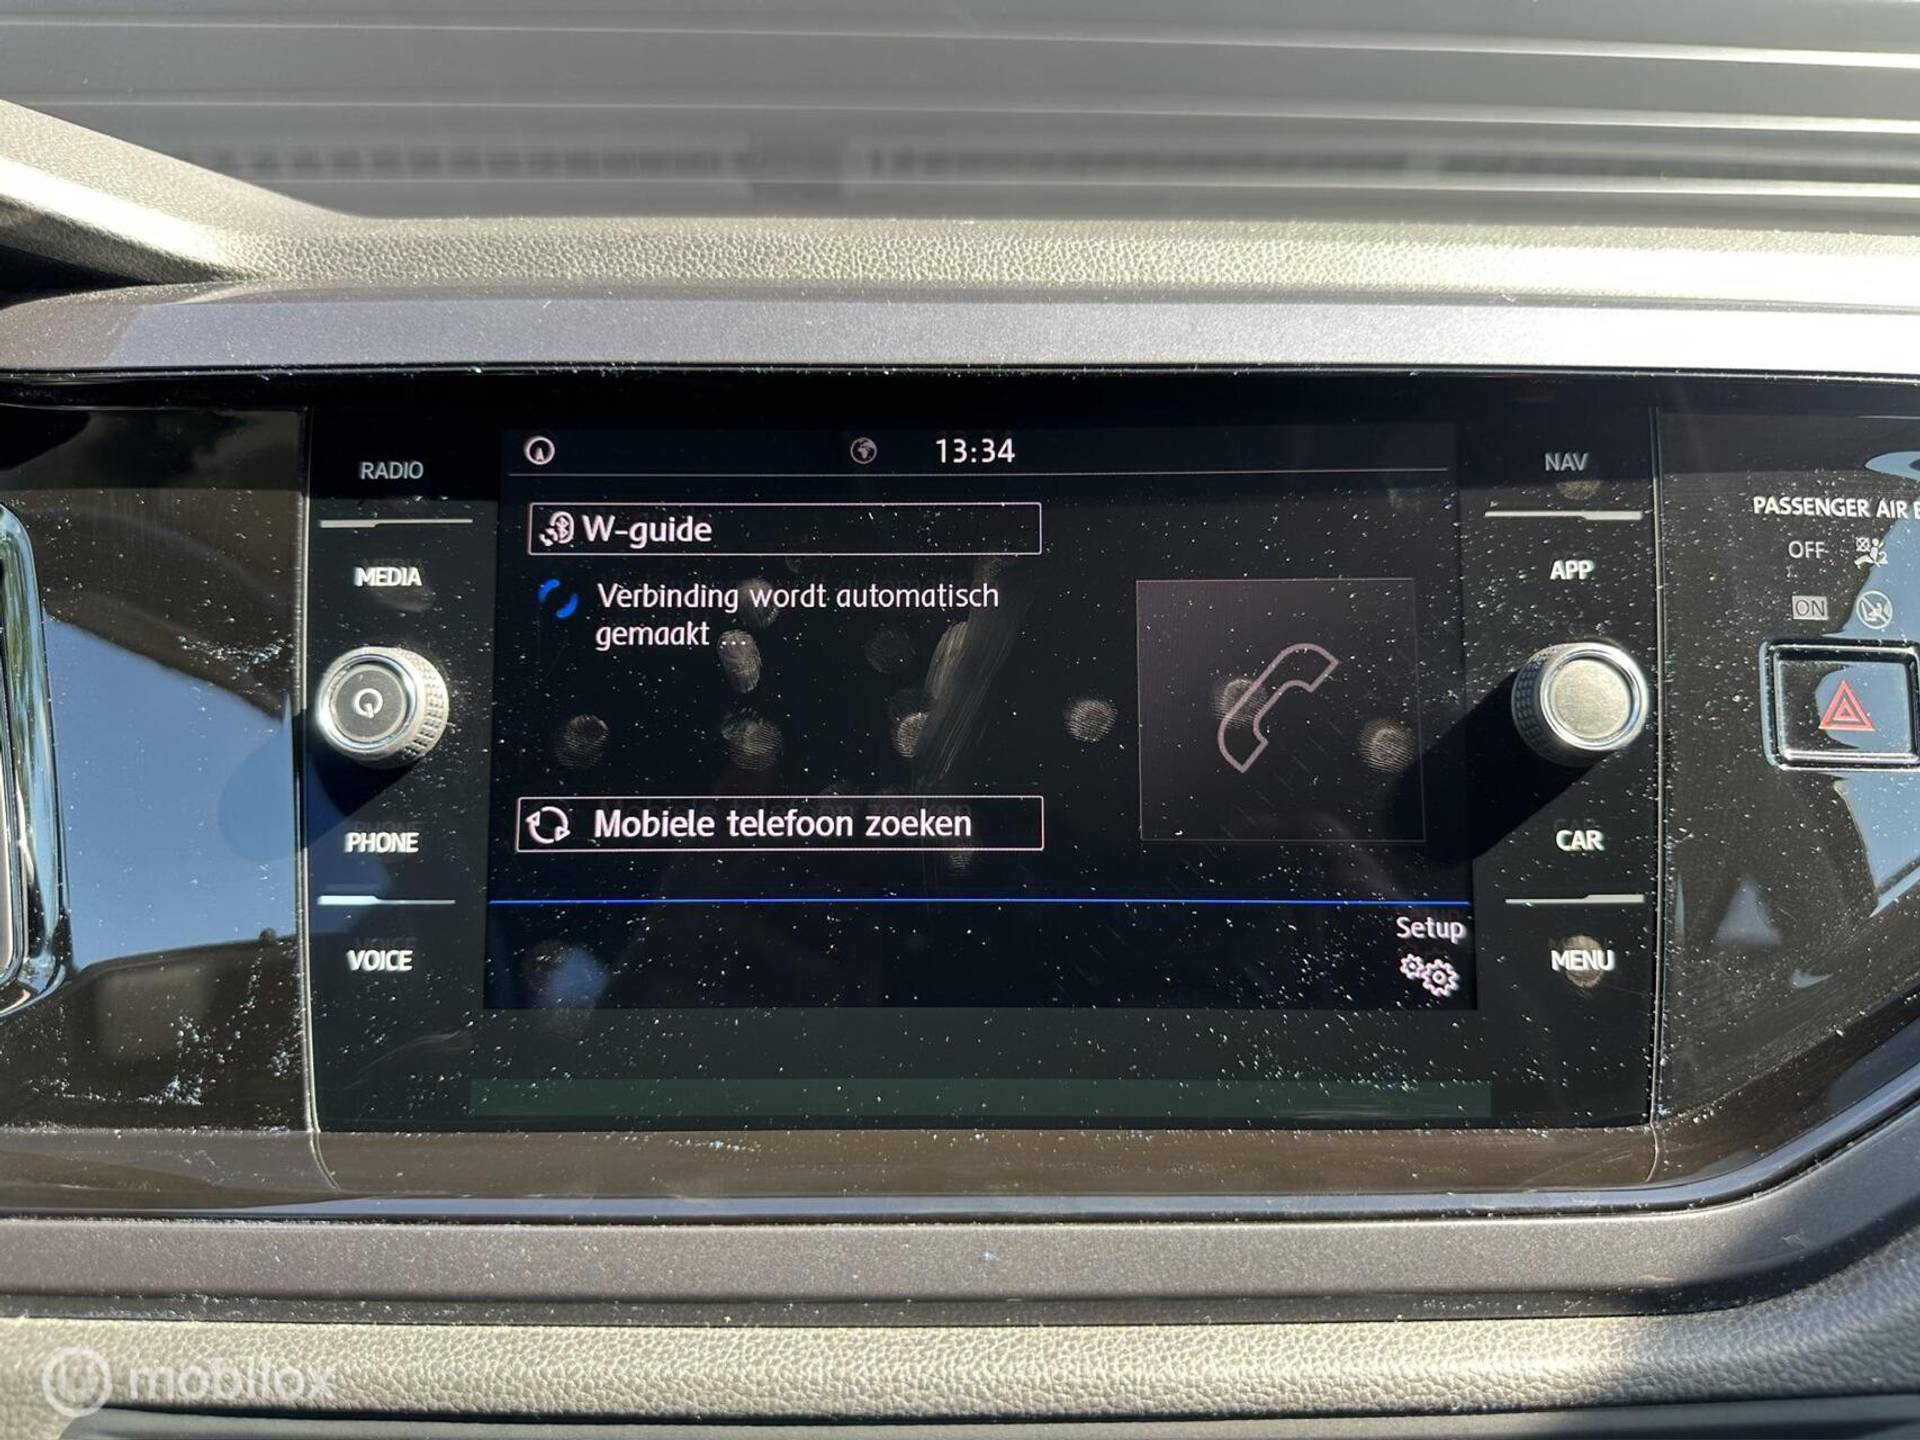 13:34
RADIO
MEDIA
PHONE
VOICE
W-guide
Verbinding wordt automatisch
gemaakt ...
Mobiele telefoon zoeken
Setup
NAV
APP
CAR
MENU
PASSENGER AIR
OFF
ON
mobilox